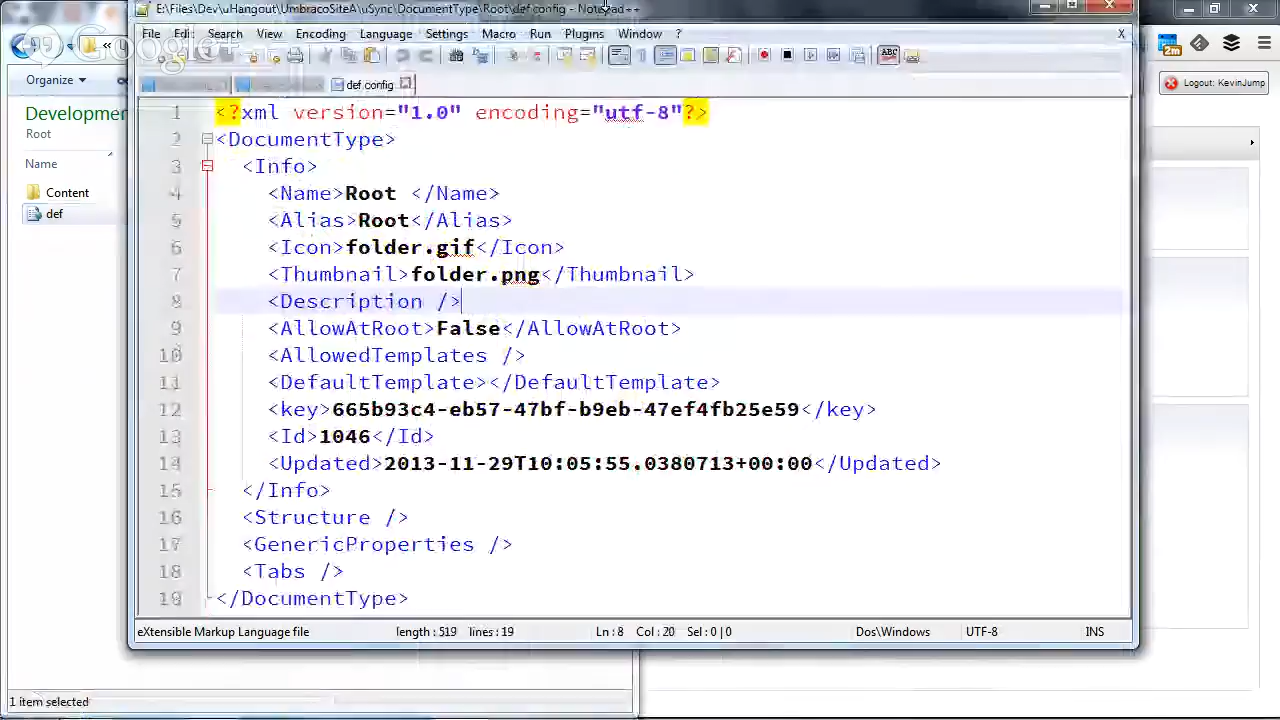 E:\Files\Dev\uHangout\UmbracoSiteA\uSync\DocumentType\Root\def.config - Notepad++
File Edit Search View Encoding Language Settings Macro Run Plugins Window ? X
Google+
2m
Organize
Logout: KevinJump
def.config
Developmen
Root
Name
Content
def
1 <?xml version="1.0" encoding="utf-8"?>
2 <DocumentType>
3 <Info>
4 <Name>Root </Name>
5 <Alias>Root</Alias>
6 <Icon>folder.gif</Icon>
7 <Thumbnail>folder.png</Thumbnail>
8 <Description />
9 <AllowAtRoot>False</AllowAtRoot>
10 <AllowedTemplates />
11 <DefaultTemplate></DefaultTemplate>
12 <key>665b93c4-eb57-47bf-b9eb-47ef4fb25e59</key>
13 <Id>1046</Id>
14 <Updated>2013-11-29T10:05:55.0380713+00:00</Updated>
15 </Info>
16 <Structure />
17 <GenericProperties />
18 <Tabs />
19 </DocumentType>
eXtensible Markup Language file length : 519 lines : 19 Ln : 8 Col : 20 Sel : 0 | 0 Dos\Windows UTF-8 INS
1 item selected